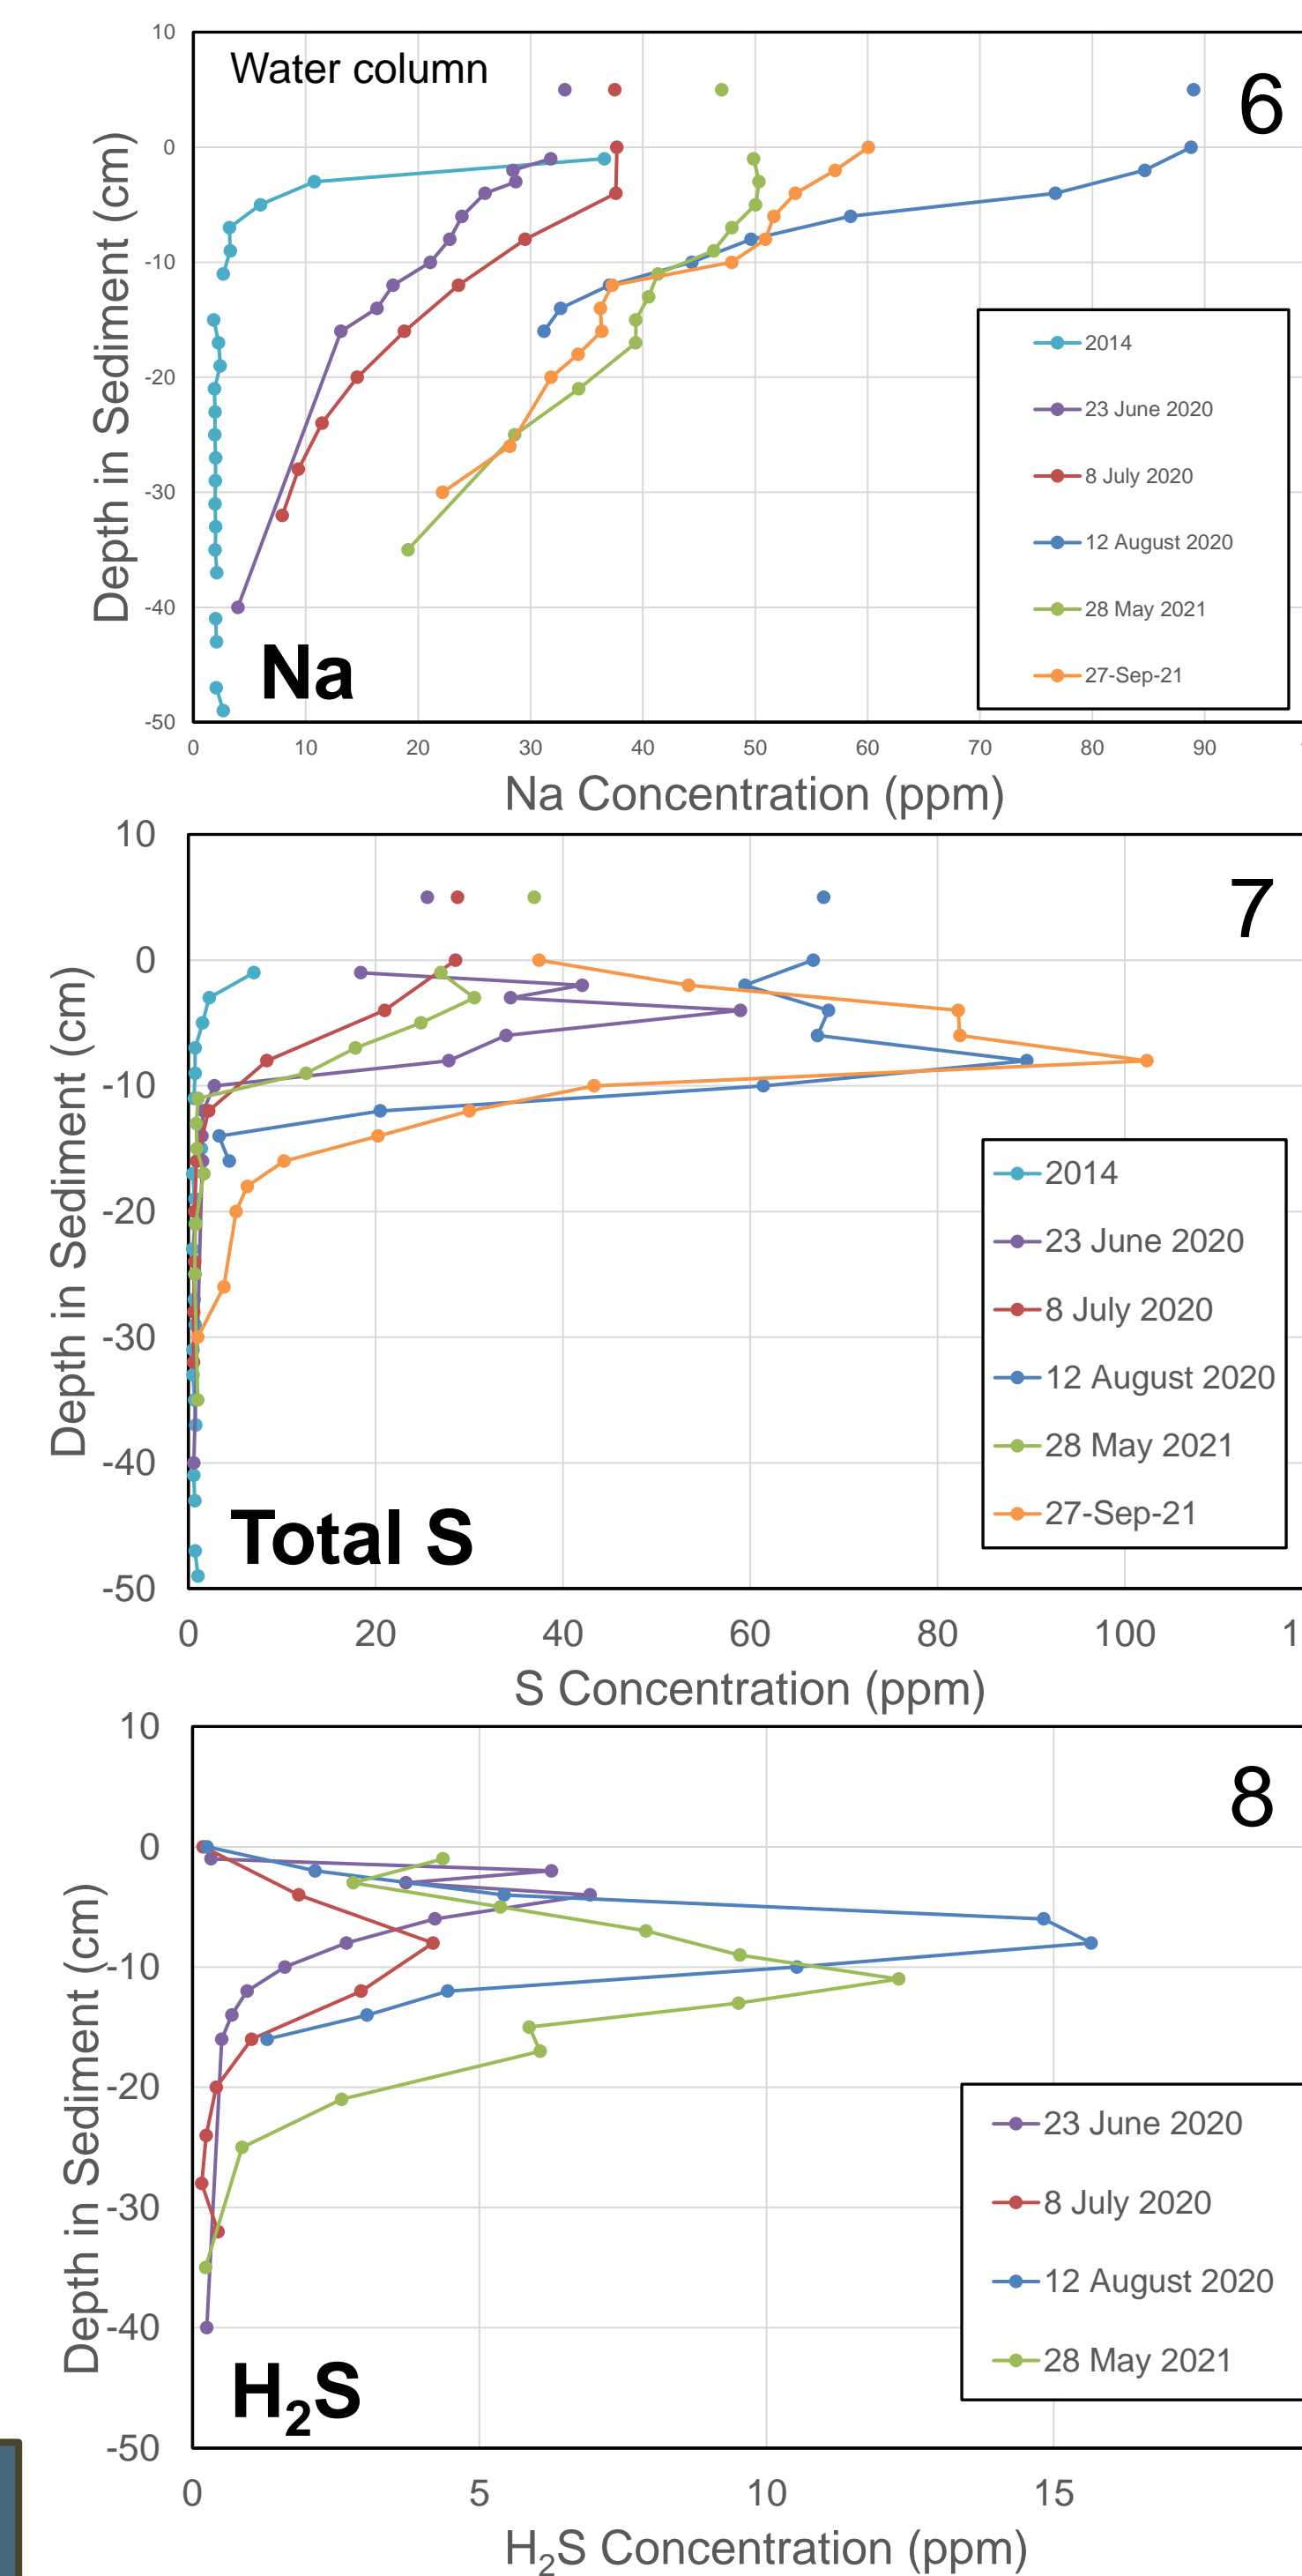 10
Water column
6
0
-10
-20
-30
-40
-50
Depth in Sediment (cm)
2014
23 June 2020
8 July 2020
12 August 2020
28 May 2021
27-Sep-21
Na
0 10 20 30 40 50 60 70 80 90
Na Concentration (ppm)
10
7
0
-10
-20
-30
-40
-50
Depth in Sediment (cm)
2014
23 June 2020
8 July 2020
12 August 2020
28 May 2021
27-Sep-21
Total S
0 20 40 60 80 100
S Concentration (ppm)
10
8
0
-10
-20
-30
-40
-50
Depth in Sediment (cm)
23 June 2020
8 July 2020
12 August 2020
28 May 2021
H₂S
0 5 10 15
H₂S Concentration (ppm)